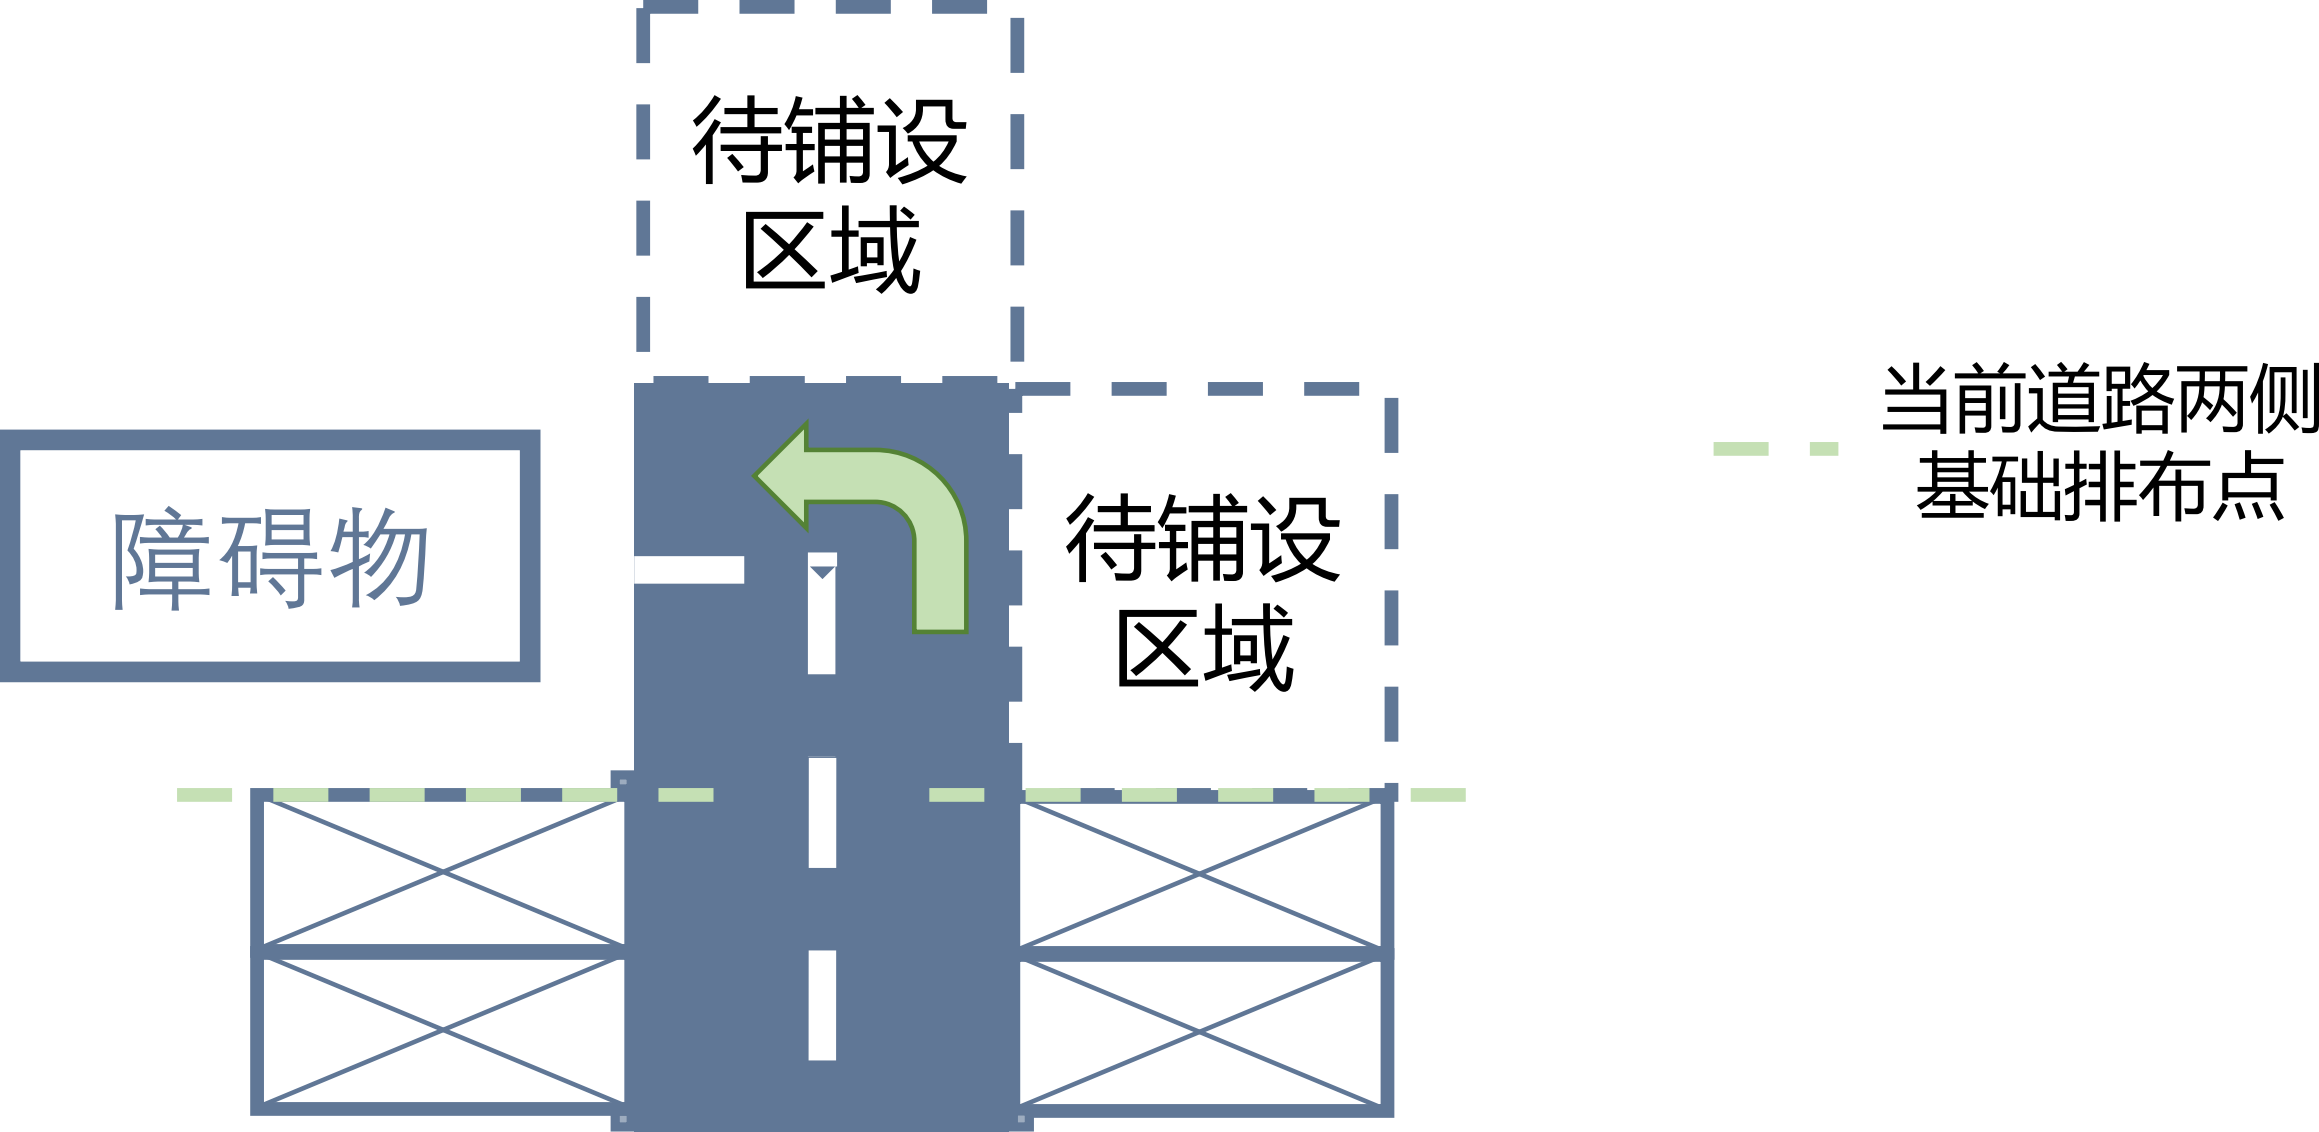 待铺设
区域
障碍物
待铺设
区域
当前道路两侧
基础排布点